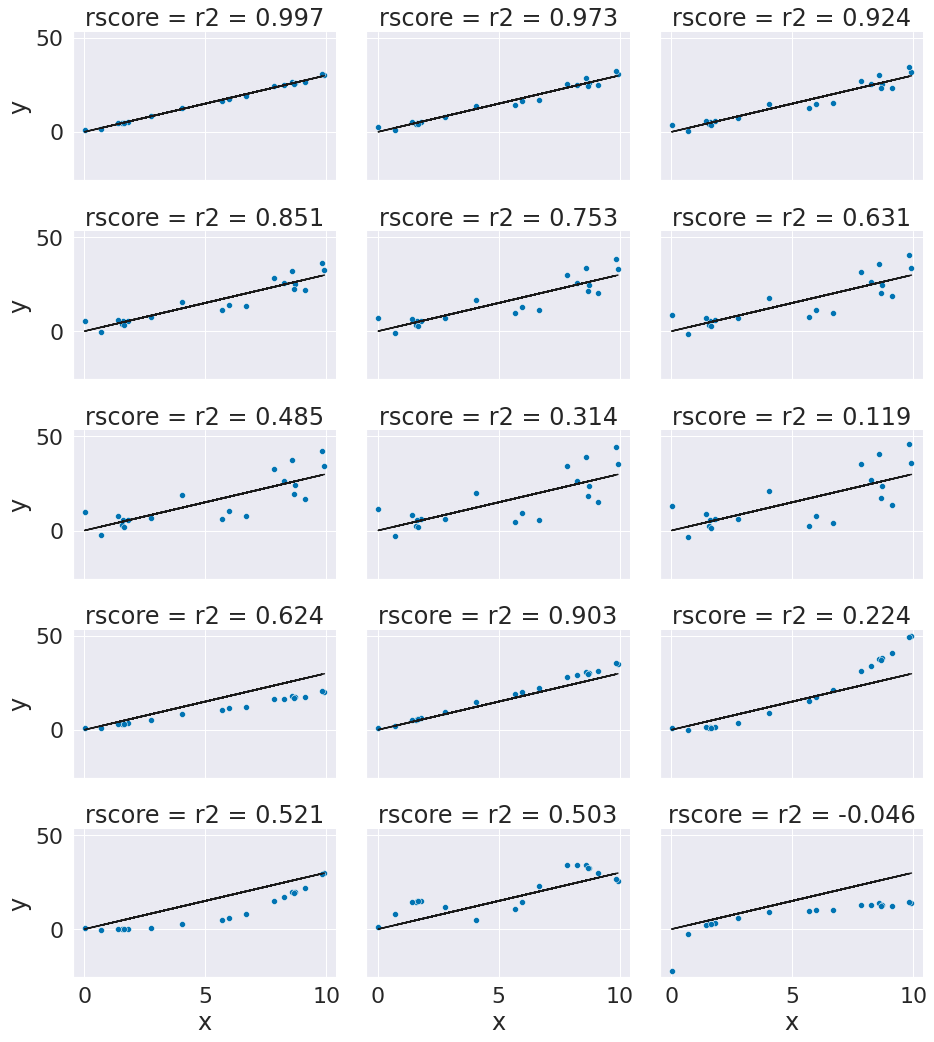 rscore = r2 = 0.997 rscore = r2 = 0.973 rscore = r2 = 0.924
50
y
0
rscore = r2 = 0.851 rscore = r2 = 0.753 rscore = r2 = 0.631
50
y
0
rscore = r2 = 0.485 rscore = r2 = 0.314 rscore = r2 = 0.119
50
y
0
rscore = r2 = 0.624 rscore = r2 = 0.903 rscore = r2 = 0.224
50
y
0
rscore = r2 = 0.521 rscore = r2 = 0.503 rscore = r2 = -0.046
50
y
0
0 5 10 0 5 10 0 5 10
x x x